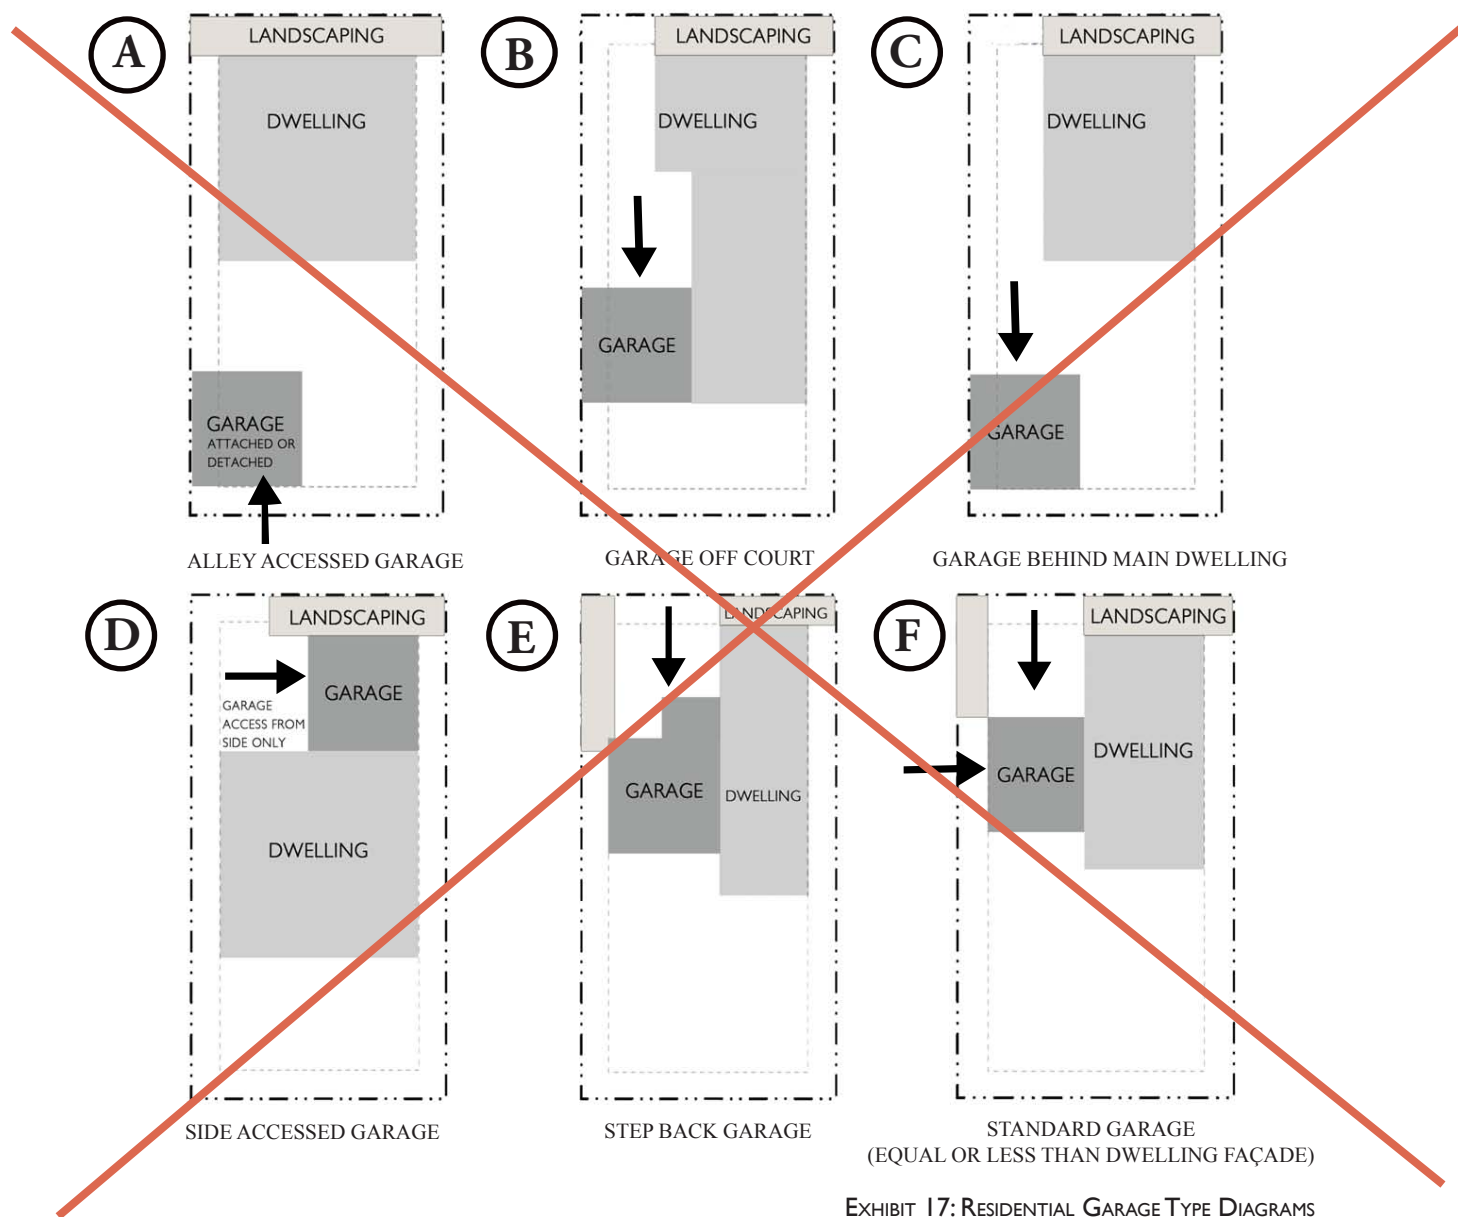 A
LANDSCAPING
DWELLING
GARAGE
ATTACHED OR
DETACHED
ALLEY ACCESSED GARAGE
B
LANDSCAPING
DWELLING
GARAGE
GARAGE OFF COURT
C
LANDSCAPING
DWELLING
GARAGE
GARAGE BEHIND MAIN DWELLING
D
LANDSCAPING
GARAGE
GARAGE
ACCESS FROM
SIDE ONLY
DWELLING
SIDE ACCESSED GARAGE
E
LANDSCAPING
GARAGE
DWELLING
STEP BACK GARAGE
F
LANDSCAPING
DWELLING
GARAGE
STANDARD GARAGE
(EQUAL OR LESS THAN DWELLING FAÇADE)
EXHIBIT 17: RESIDENTIAL GARAGE TYPE DIAGRAMS